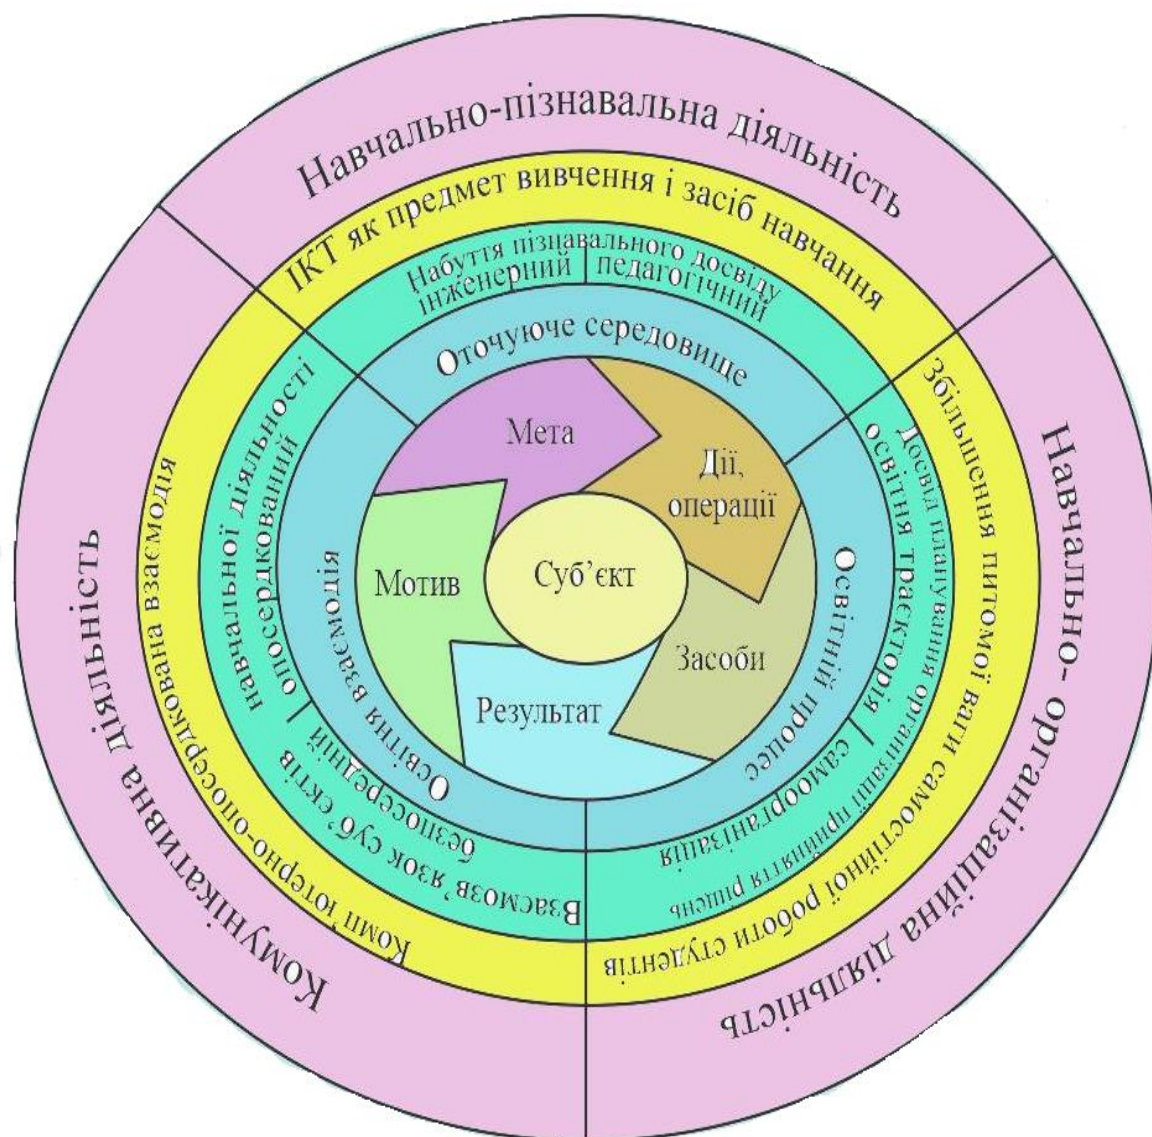 Навчально-пізнавальна діяльність
ІКТ як предмет вивчення і засіб навчання
Набуття пізнавального досвіду
інженерний
педагогічний
Оточуюче середовище
Навчально- організаційна діяльність
Збільшення питомої ваги самостійної роботи студентів
Досвід планування організації прийняття рішень
освітня траєкторія
самоорганізація
Освітній процес
Комунікативна діяльність
Комп'ютерно-опосердкована взаємодія
Взаємозв'язок суб'єктів навчальної діяльності
безпосередній
опосердкований
Освітня взаємодія
Мета
Дії,
операції
Мотив
Суб'єкт
Засоби
Результат